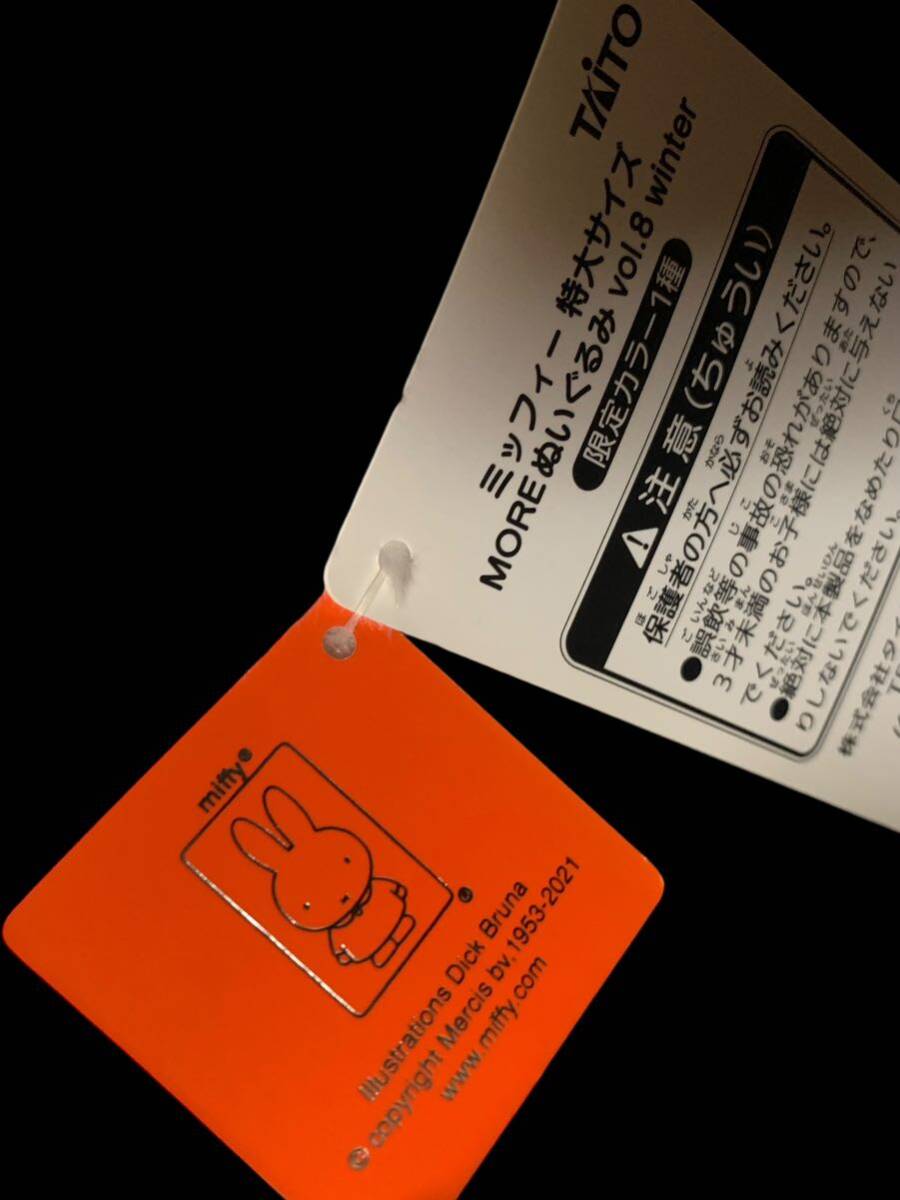 TAITO
ミッフィー 特大サイズ
MOREぬいぐるみ vol.8 winter
限定カラー1種
注意(ちゅうい)
保護者の方へ必ずお読みください。
●誤飲等の事故の恐れがありますので、
3才未満のお子様には絶対に与えない
でください。
●絶対に本製品をなめたり口
りしないでください。
株式会社タイ
miffy®
Illustrations Dick Bruna
© copyright Mercis bv,1953-2021
www.miffy.com